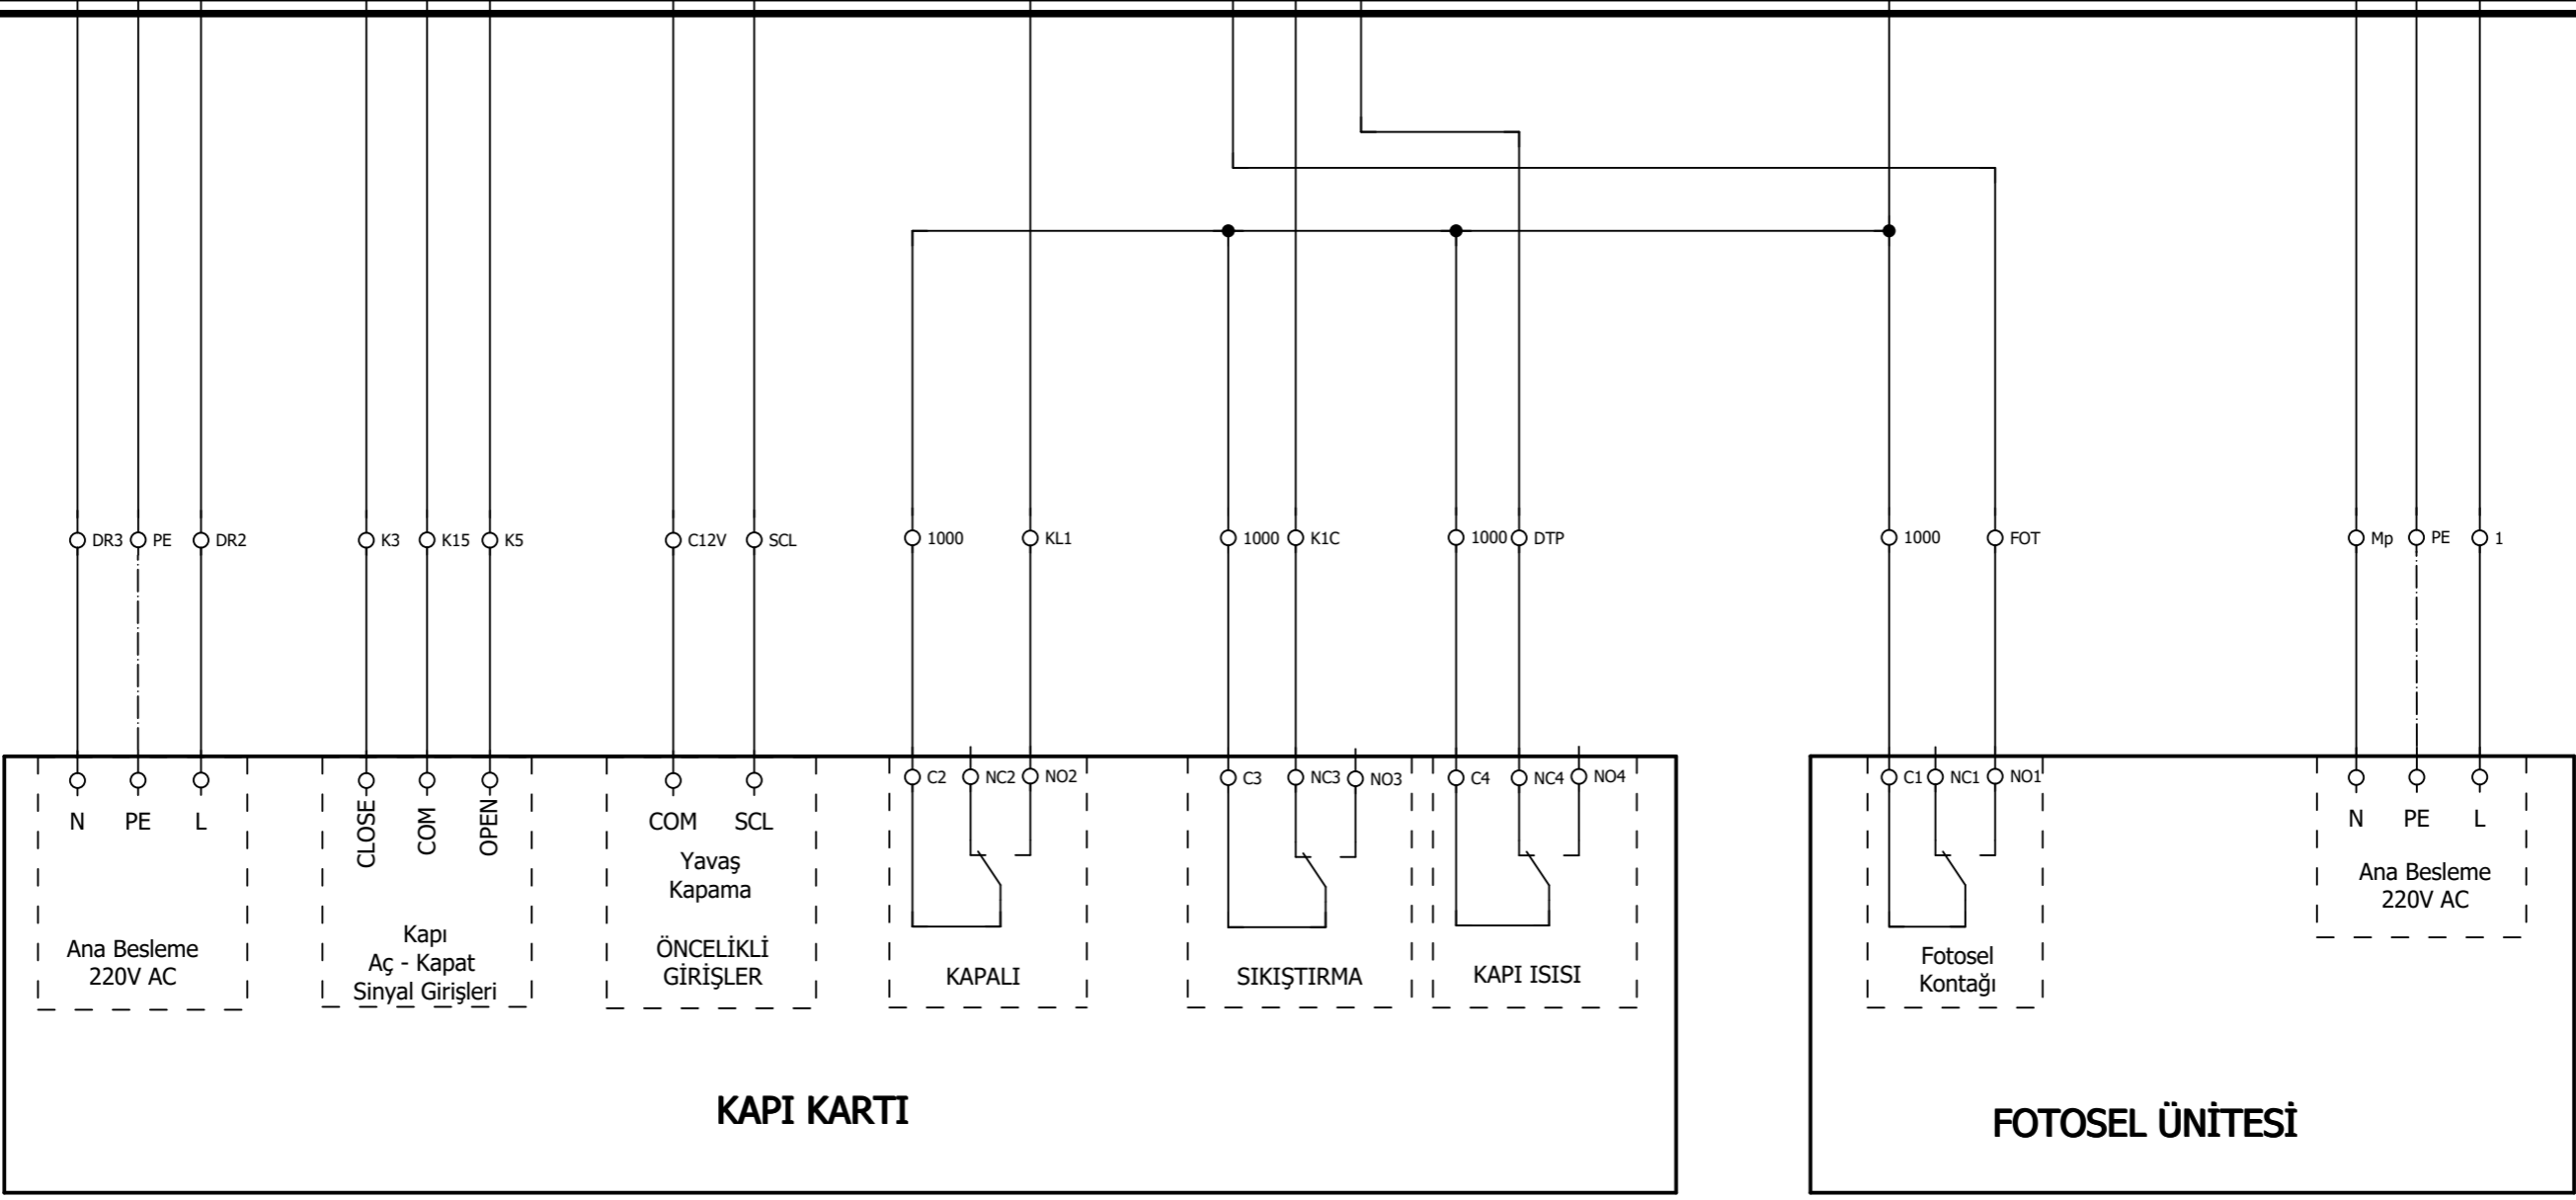 DR3 PE DR2 K3 K15 K5 C12V SCL 1000 KL1 1000 K1C 1000 DTP 1000 FOT Mp PE 1
C2 NC2 NO2 C3 NC3 NO3 C4 NC4 NO4 C1 NC1 NO1
N PE L
CLOSE
COM
OPEN
COM SCL
N PE L
Yavaş
Kapama
Ana Besleme
220V AC
Kapı
Aç - Kapat
Sinyal Girişleri
ÖNCELİKLİ
GİRİŞLER
Ana Besleme
220V AC
KAPALI
SIKIŞTIRMA
KAPI ISISI
Fotosel
Kontağı
KAPI KARTI
FOTOSEL ÜNİTESİ